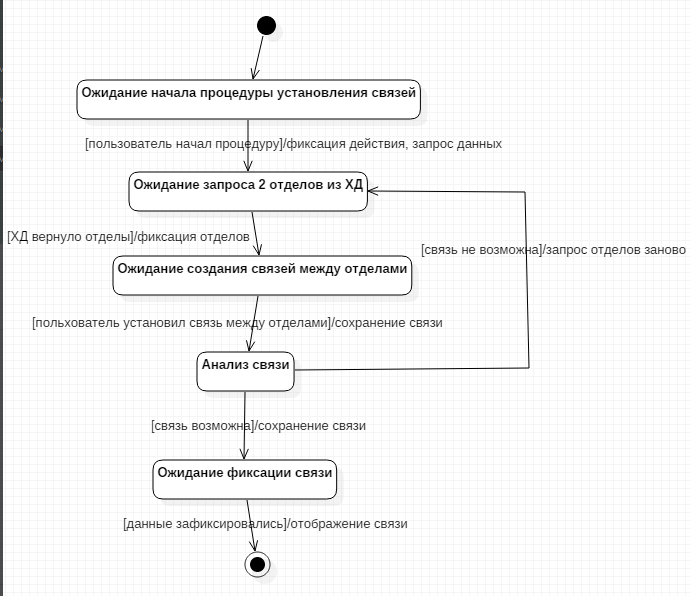 Ожидание начала процедуры установления связей
[пользователь начал процедуру]/фиксация действия, запрос данных
Ожидание запроса 2 отделов из ХД
[ХД вернуло отделы]/фиксация отделов
[связь не возможна]/запрос отделов заново
Ожидание создания связей между отделами
[польхователь установил связь между отделами]/сохранение связи
Анализ связи
[связь возможна]/сохранение связи
Ожидание фиксации связи
[данные зафиксировались]/отображение связи